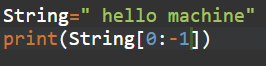 String=" hello machine"
print(String[0:-1])